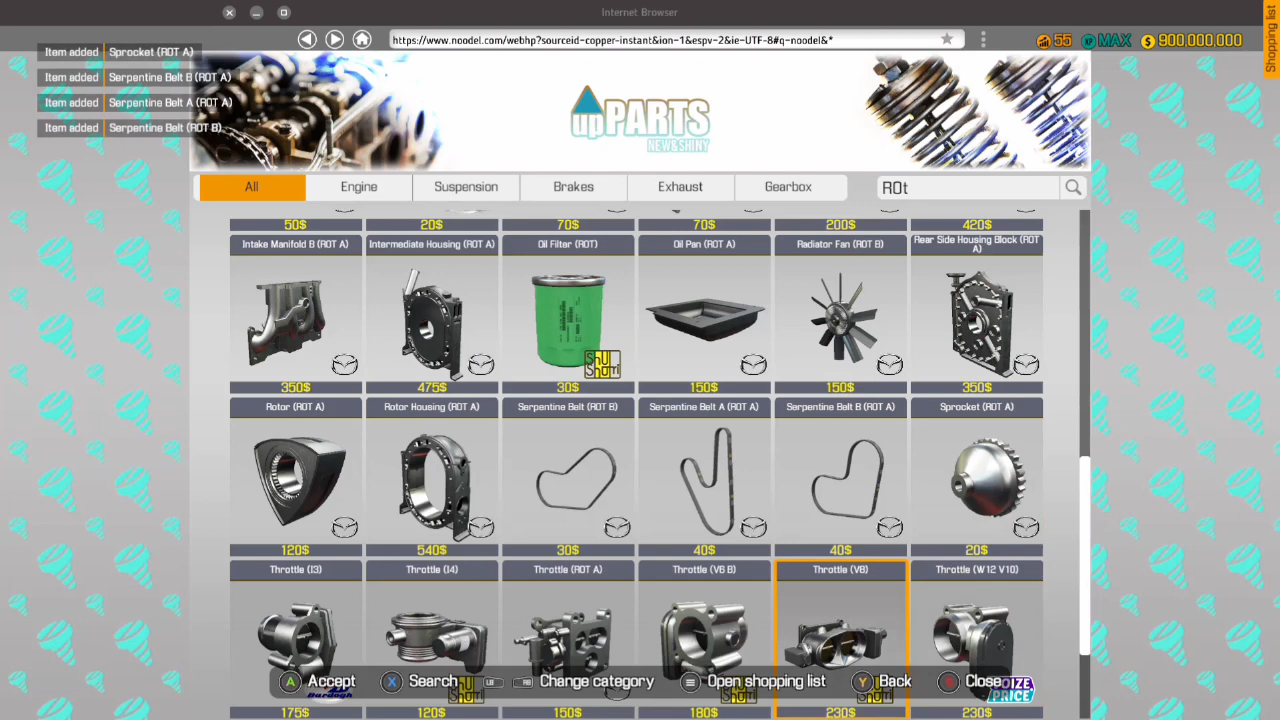 Internet Browser
https://www.noodel.com/webhp?sourceid-copper-instant&ion-1&espv-2&ie-UTF-8#q-noodel&*
55 XP MAX $ 900,000,000
Shopping list
Item added Sprocket (ROT A)
Item added Serpentine Belt B (ROT A)
Item added Serpentine Belt A (ROT A)
Item added Serpentine Belt (ROT B)
upPARTS
NEW&SHINY
All Engine Suspension Brakes Exhaust Gearbox
ROt
50$ 20$ 70$ 70$ 200$ 420$
Intake Manifold B (ROT A) Intermediate Housing (ROT A) Oil Filter (ROT) Oil Pan (ROT A) Radiator Fan (ROT B) Rear Side Housing Block (ROT A)
Shul Shurri
350$ 475$ 30$ 150$ 150$ 350$
Rotor (ROT A) Rotor Housing (ROT A) Serpentine Belt (ROT B) Serpentine Belt A (ROT A) Serpentine Belt B (ROT A) Sprocket (ROT A)
120$ 540$ 30$ 40$ 40$ 20$
Throttle (I3) Throttle (I4) Throttle (ROT A) Throttle (V6 B) Throttle (V8) Throttle (W12 V10)
A Accept X Search LB RB Change category Open shopping list Y Back B Close
175$ 120$ 150$ 180$ 230$ 230$